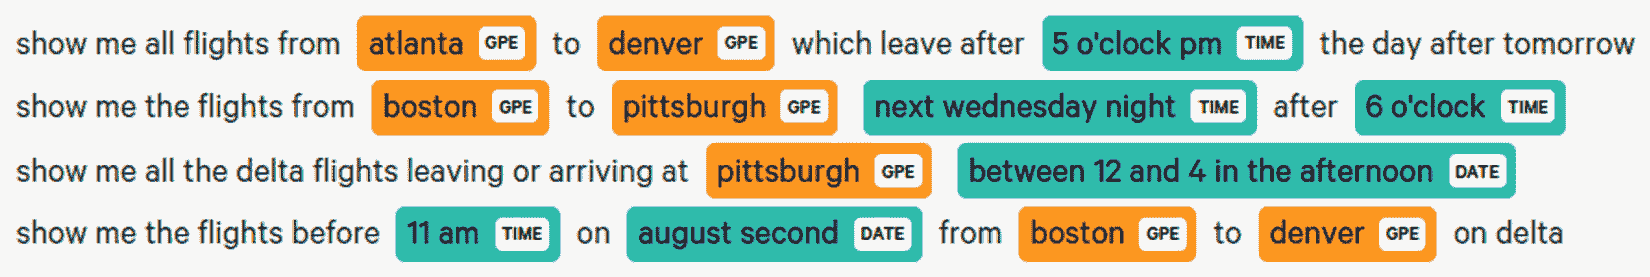 show me all flights from atlanta GPE to denver GPE which leave after 5 o'clock pm TIME the day after tomorrow
show me the flights from boston GPE to pittsburgh GPE next wednesday night TIME after 6 o'clock TIME
show me all the delta flights leaving or arriving at pittsburgh GPE between 12 and 4 in the afternoon DATE
show me the flights before 11 am TIME on august second DATE from boston GPE to denver GPE on delta